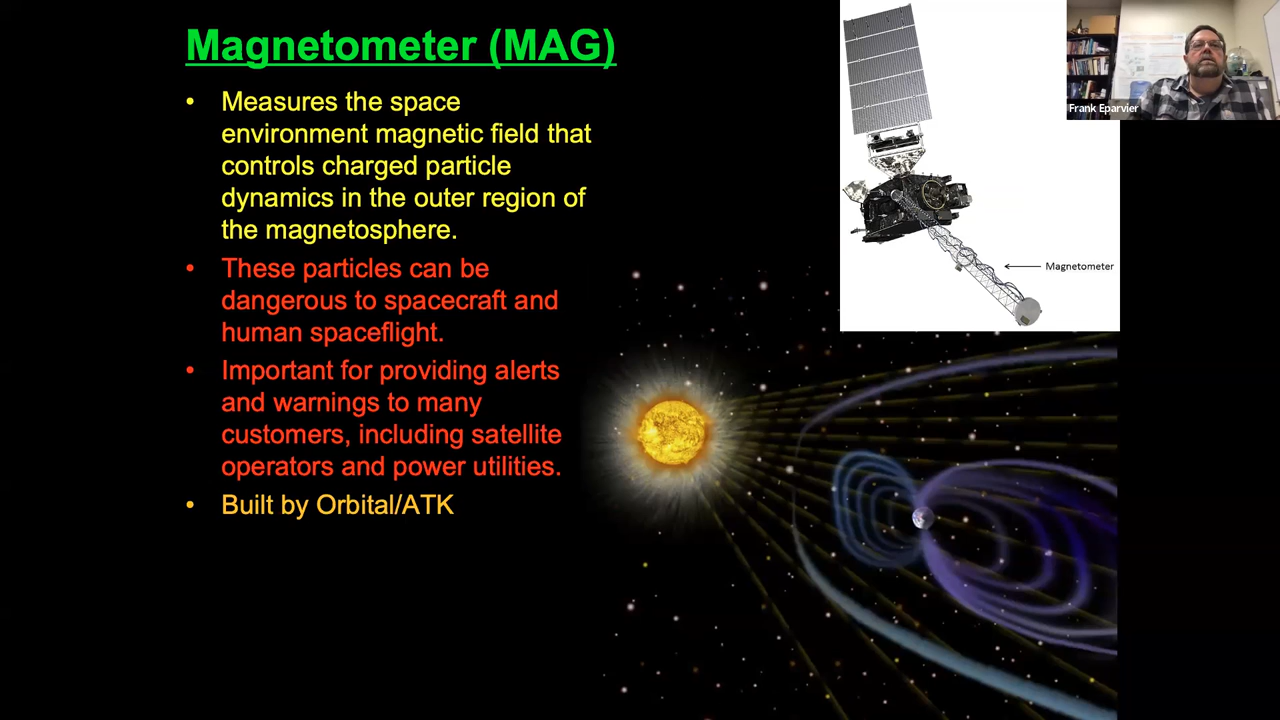 Magnetometer (MAG)
• Measures the space
environment magnetic field that
controls charged particle
dynamics in the outer region of
the magnetosphere.
• These particles can be
dangerous to spacecraft and
human spaceflight.
• Important for providing alerts
and warnings to many
customers, including satellite
operators and power utilities.
• Built by Orbital/ATK
Magnetometer
Frank Eparvier